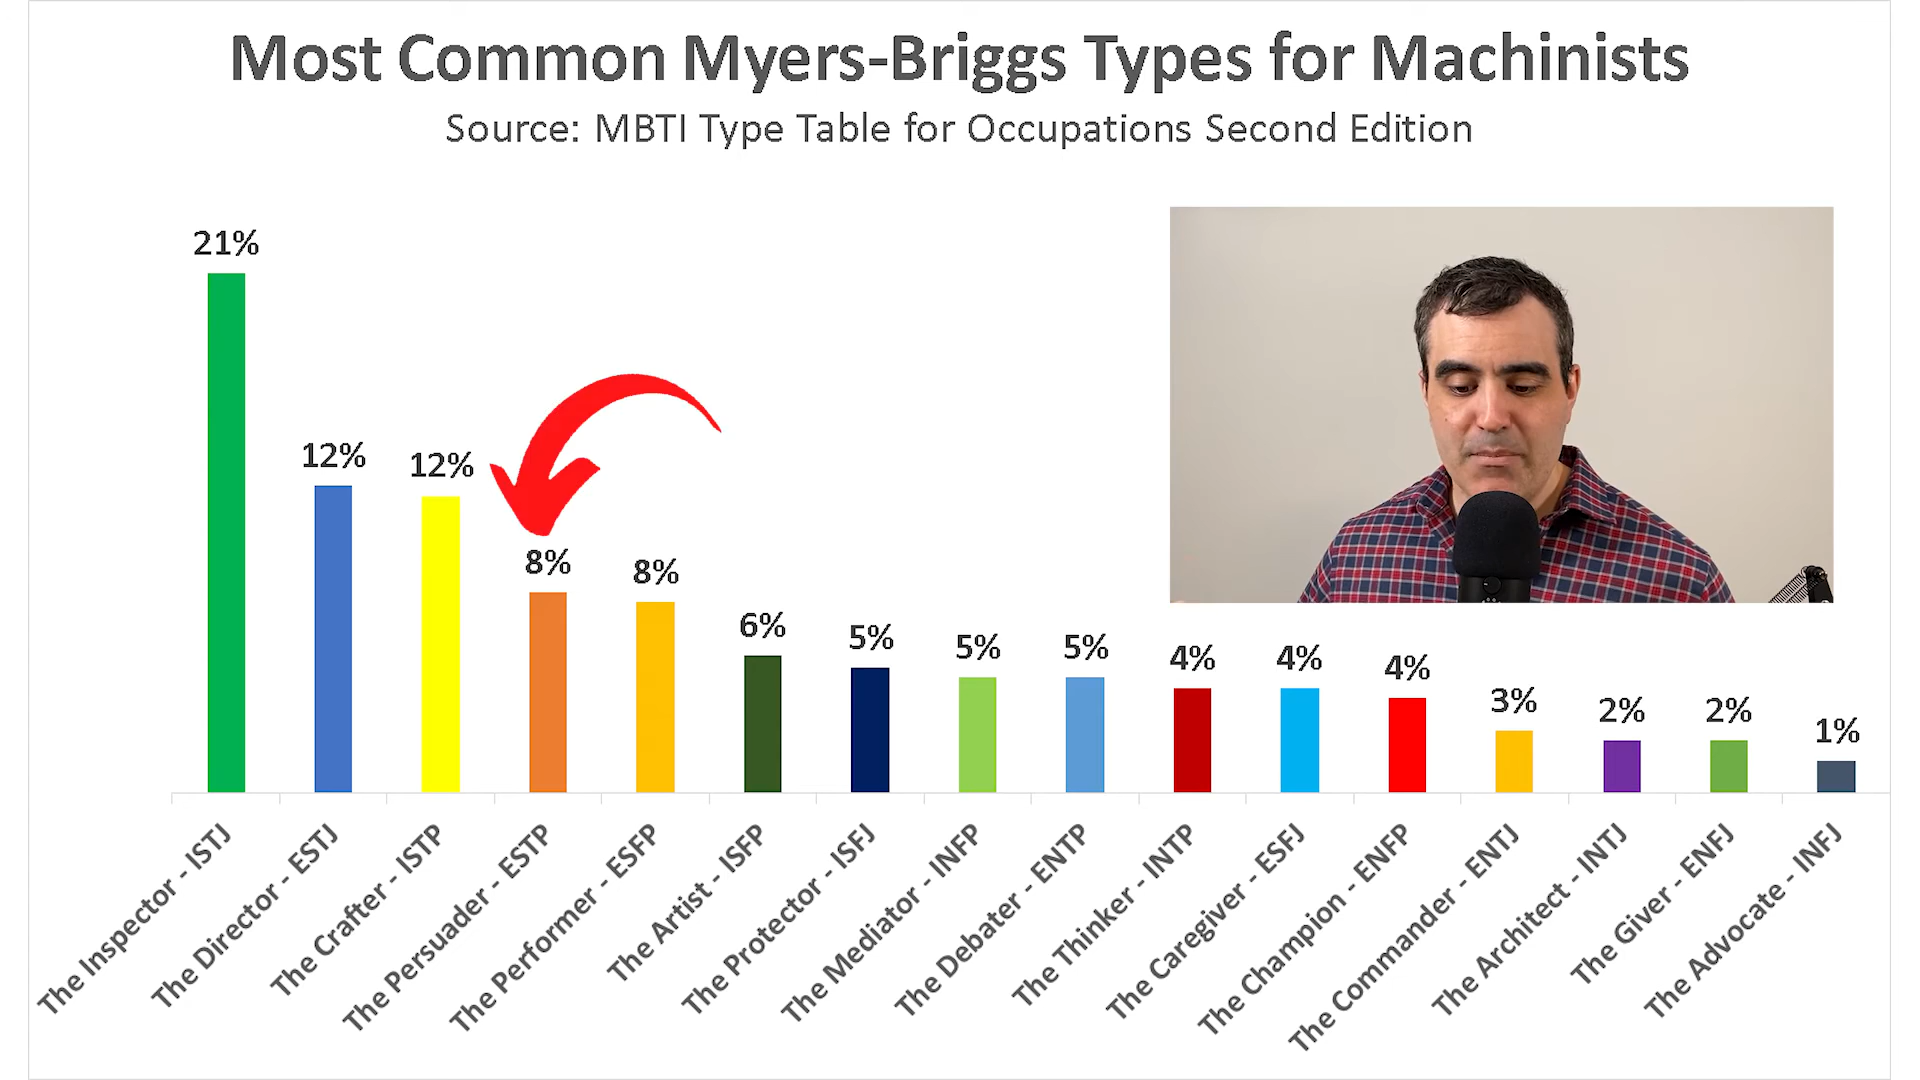 Most Common Myers-Briggs Types for Machinists
Source: MBTI Type Table for Occupations Second Edition
21%
12%
12%
8%
8%
6%
5%
5%
5%
4%
4%
4%
3%
2%
2%
1%
The Inspector - ISTJ
The Director - ESTJ
The Crafter - ISTP
The Persuader - ESTP
The Performer - ESFP
The Artist - ISFP
The Protector - ISFJ
The Mediator - INFP
The Debater - ENTP
The Thinker - INTP
The Caregiver - ESFJ
The Champion - ENFP
The Commander - ENTJ
The Architect - INTJ
The Giver - ENFJ
The Advocate - INFJ